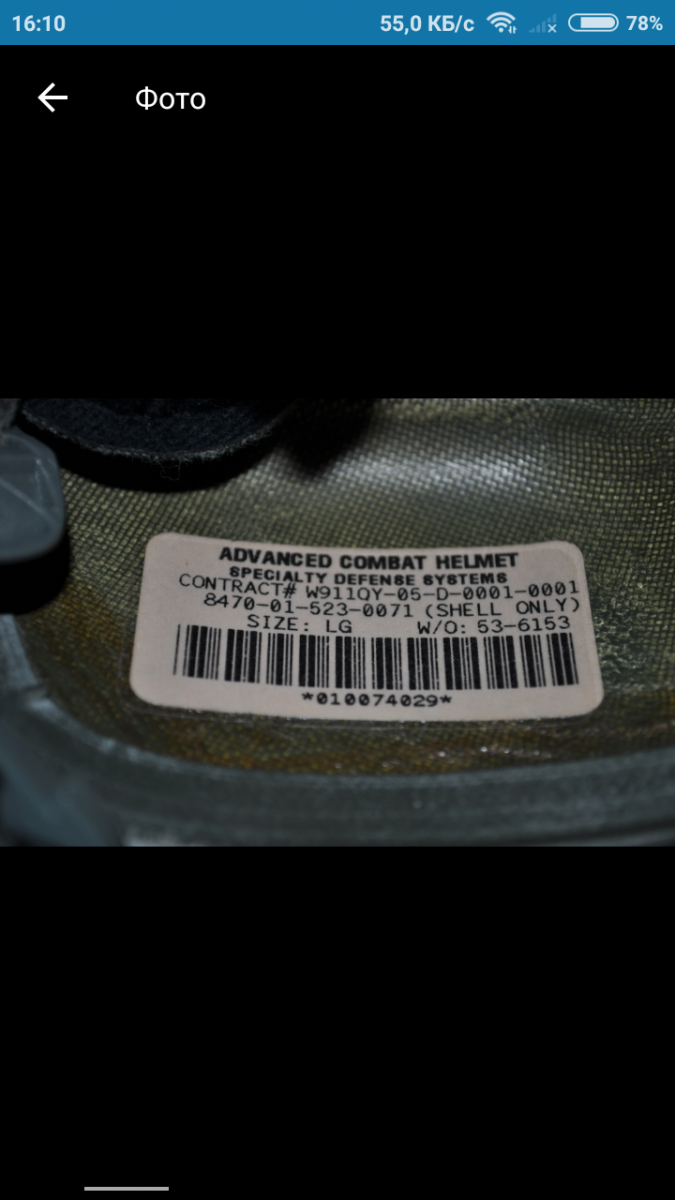 16:10 55,0 КБ/с 78%
Фото
ADVANCED COMBAT HELMET
SPECIALTY DEFENSE SYSTEMS
CONTRACT# W911QY-05-D-0001-0001
8470-01-523-0071 (SHELL ONLY)
SIZE: LG W/O: 53-6153
*010074029*